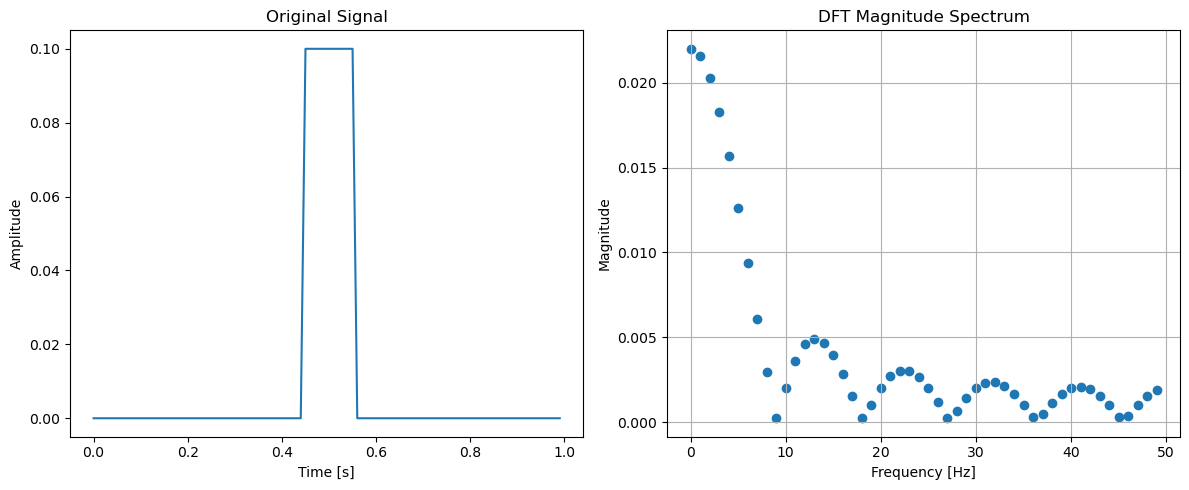 Original Signal
Amplitude
0.10
0.08
0.06
0.04
0.02
0.00
0.0 0.2 0.4 0.6 0.8 1.0
Time [s]
DFT Magnitude Spectrum
Magnitude
0.020
0.015
0.010
0.005
0.000
0 10 20 30 40 50
Frequency [Hz]